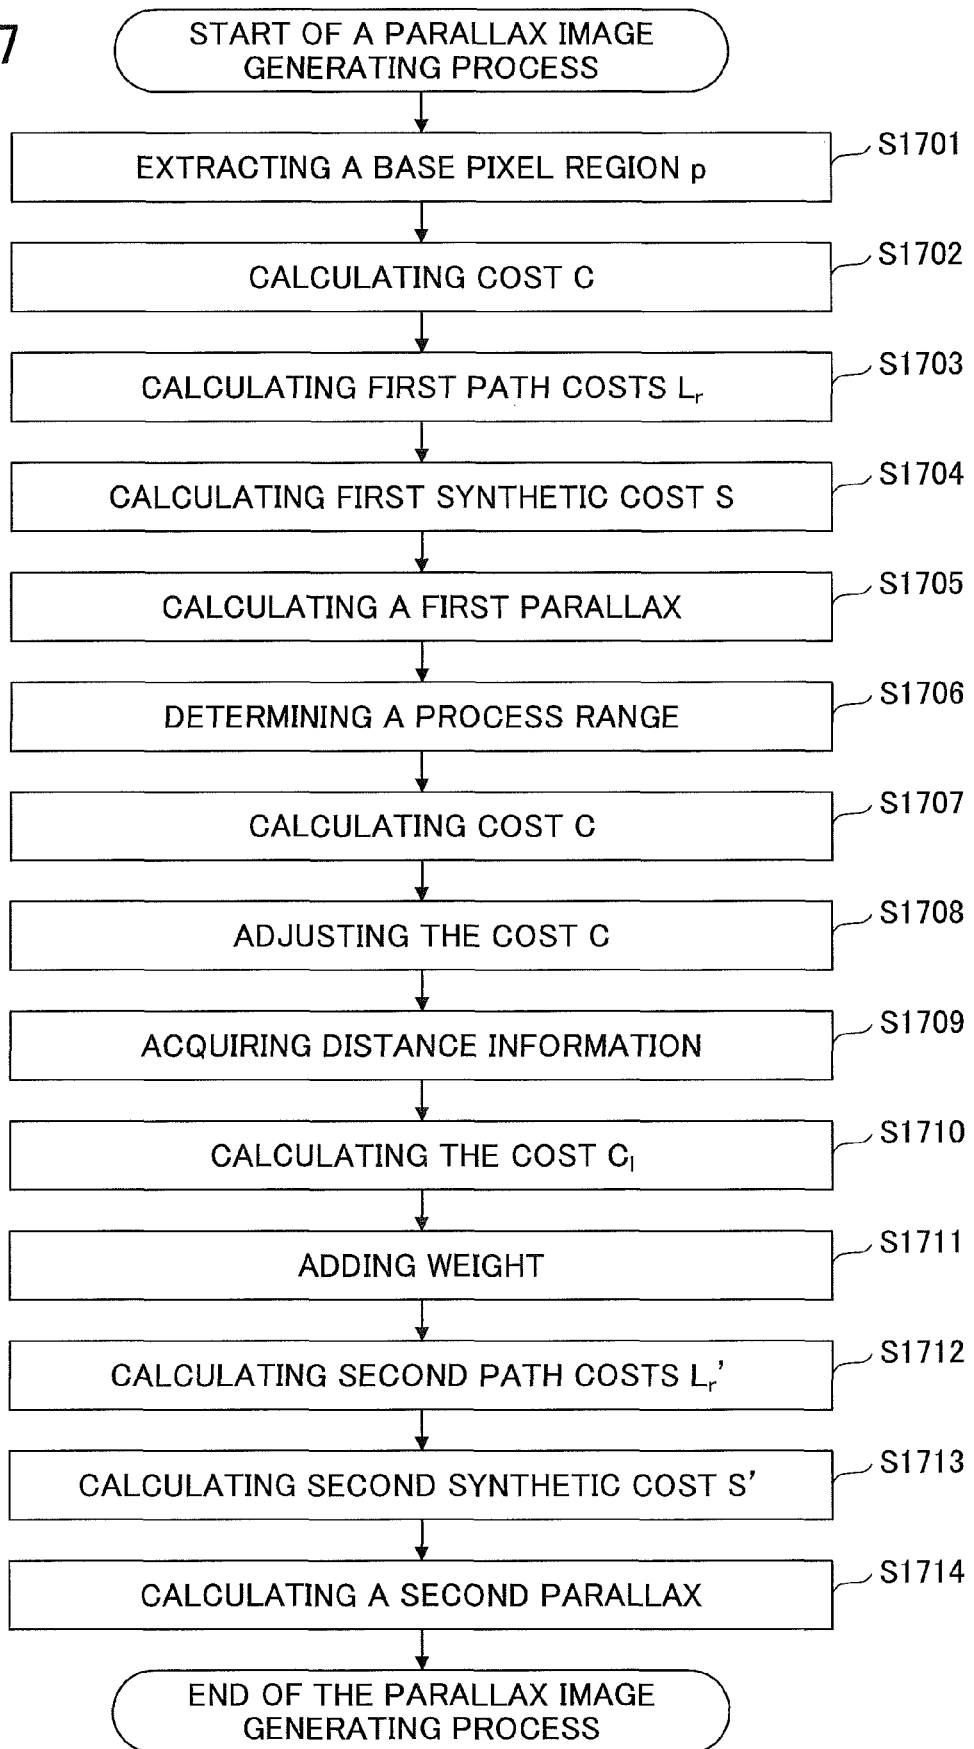 7
START OF A PARALLAX IMAGE
GENERATING PROCESS
EXTRACTING A BASE PIXEL REGION p
S1701
CALCULATING COST C
S1702
CALCULATING FIRST PATH COSTS Lr
S1703
CALCULATING FIRST SYNTHETIC COST S
S1704
CALCULATING A FIRST PARALLAX
S1705
DETERMINING A PROCESS RANGE
S1706
CALCULATING COST C
S1707
ADJUSTING THE COST C
S1708
ACQUIRING DISTANCE INFORMATION
S1709
CALCULATING THE COST Cl
S1710
ADDING WEIGHT
S1711
CALCULATING SECOND PATH COSTS Lr'
S1712
CALCULATING SECOND SYNTHETIC COST S'
S1713
CALCULATING A SECOND PARALLAX
S1714
END OF THE PARALLAX IMAGE
GENERATING PROCESS